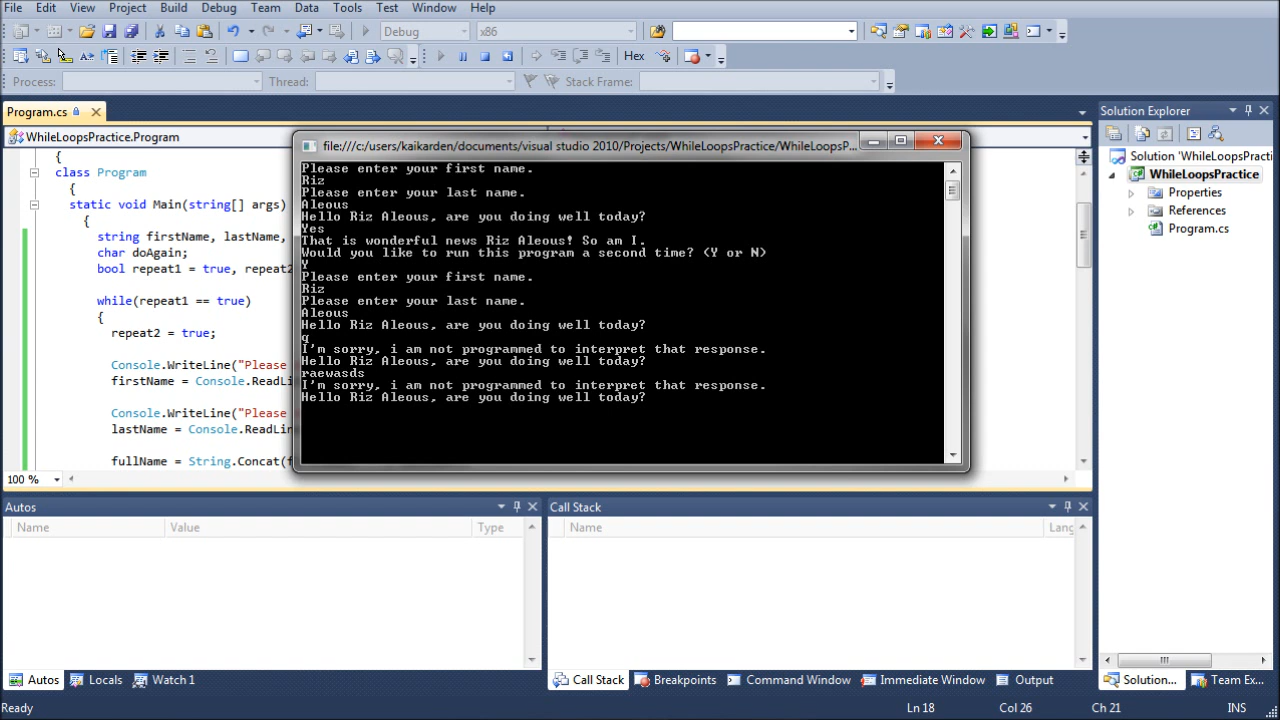 File Edit View Project Build Debug Team Data Tools Test Window Help
Debug x86
Hex
Process: Thread: Stack Frame:
Program.cs
WhileLoopsPractice.Program
{
class Program
{
static void Main(string[] args)
{
string firstName, lastName,
char doAgain;
bool repeat1 = true, repeat2
while(repeat1 == true)
{
repeat2 = true;
Console.WriteLine("Please
firstName = Console.ReadLi
Console.WriteLine("Please
lastName = Console.ReadLi
fullName = String.Concat(f
100 %
file:///c:/users/kaikarden/documents/visual studio 2010/Projects/WhileLoopsPractice/WhileLoopsP...
Please enter your first name.
Riz
Please enter your last name.
Aleous
Hello Riz Aleous, are you doing well today?
Yes
That is wonderful news Riz Aleous! So am I.
Would you like to run this program a second time? (Y or N)
Y
Please enter your first name.
Riz
Please enter your last name.
Aleous
Hello Riz Aleous, are you doing well today?
q
I'm sorry, i am not programmed to interpret that response.
Hello Riz Aleous, are you doing well today?
raewasds
I'm sorry, i am not programmed to interpret that response.
Hello Riz Aleous, are you doing well today?
Solution Explorer
Solution 'WhileLoopsPracti
WhileLoopsPractice
Properties
References
Program.cs
Autos
Name Value Type
Call Stack
Name Lang
Autos Locals Watch 1
Call Stack Breakpoints Command Window Immediate Window Output
Solution... Team Ex...
Ready Ln 18 Col 26 Ch 21 INS